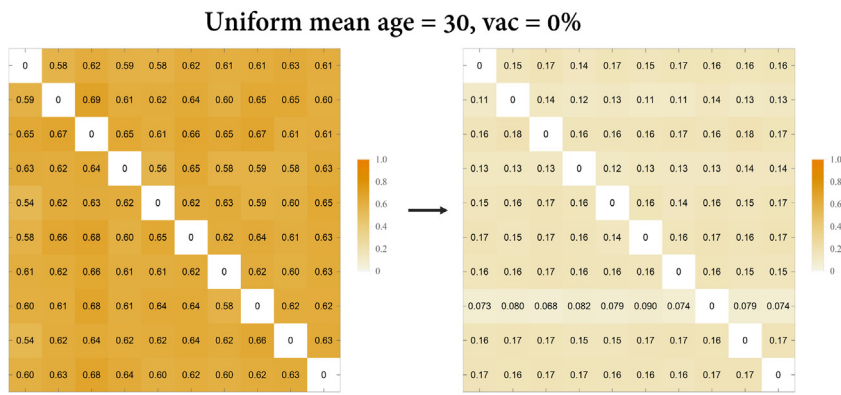 Uniform mean age = 30, vac = 0%
0 0.58 0.62 0.59 0.58 0.62 0.61 0.61 0.63 0.61
0.59 0 0.69 0.61 0.62 0.64 0.60 0.65 0.65 0.60
0.65 0.67 0 0.65 0.61 0.66 0.65 0.67 0.61 0.61
0.63 0.62 0.64 0 0.56 0.65 0.58 0.59 0.58 0.63
0.54 0.62 0.63 0.62 0 0.62 0.63 0.59 0.60 0.65
0.58 0.66 0.68 0.60 0.65 0 0.62 0.64 0.61 0.63
0.61 0.62 0.66 0.61 0.61 0.62 0 0.62 0.60 0.63
0.60 0.61 0.68 0.61 0.64 0.64 0.58 0 0.62 0.62
0.54 0.62 0.64 0.62 0.64 0.60 0.62 0.66 0 0.63
0.60 0.63 0.68 0.64 0.60 0.62 0.60 0.62 0.63 0
1.0
0.8
0.6
0.4
0.2
0
0 0.15 0.17 0.14 0.17 0.15 0.17 0.16 0.16 0.16
0.11 0 0.14 0.12 0.13 0.11 0.11 0.14 0.13 0.13
0.16 0.18 0 0.16 0.16 0.16 0.17 0.16 0.18 0.17
0.13 0.13 0.13 0 0.12 0.13 0.13 0.13 0.14 0.14
0.15 0.16 0.17 0.16 0 0.16 0.14 0.16 0.15 0.17
0.17 0.15 0.17 0.16 0.14 0 0.16 0.17 0.16 0.17
0.16 0.16 0.17 0.16 0.16 0.16 0 0.16 0.15 0.15
0.073 0.080 0.068 0.082 0.079 0.090 0.074 0 0.079 0.074
0.16 0.17 0.17 0.15 0.15 0.17 0.17 0.16 0 0.17
0.17 0.16 0.16 0.16 0.17 0.16 0.16 0.17 0.17 0
1.0
0.8
0.6
0.4
0.2
0